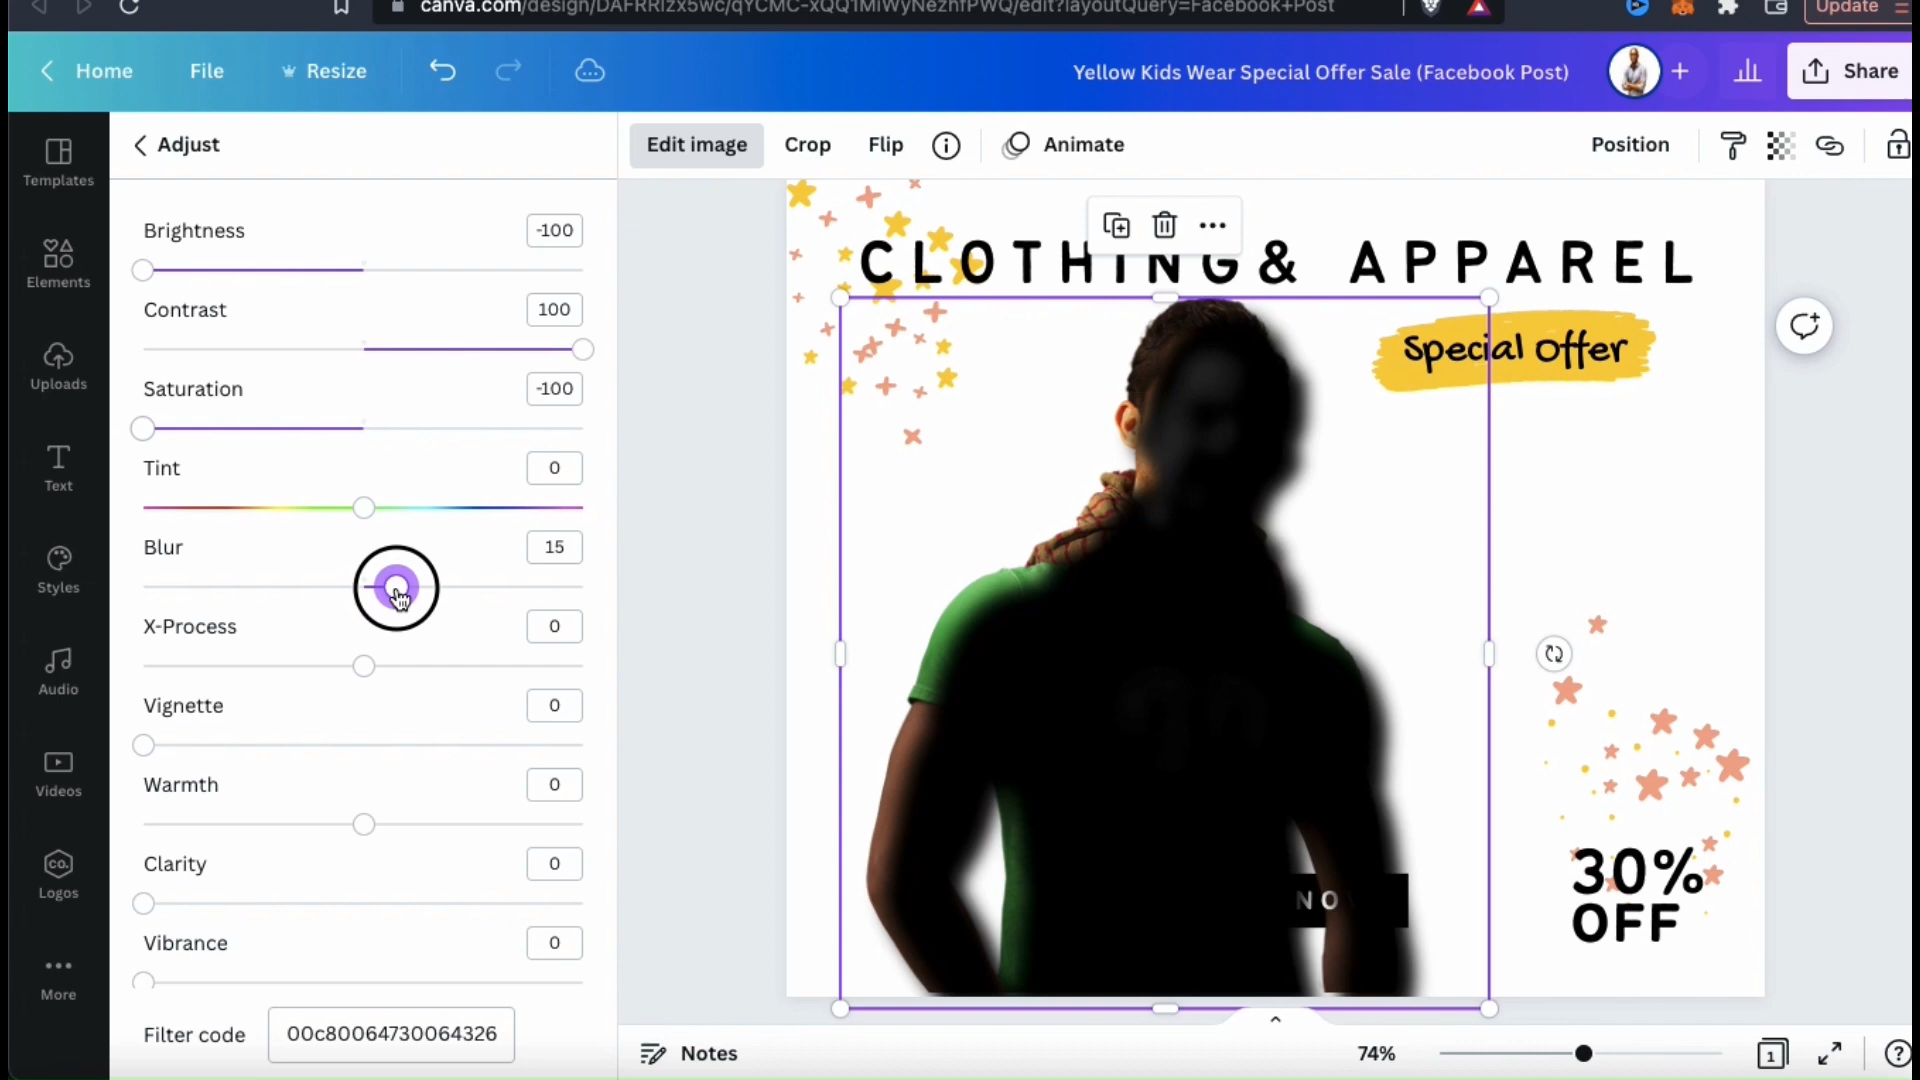 canva.com/design/DAFRRlzx5wc/qYCMC-xQQ1MiWyNezhfPWQ/edit?layoutQuery=Facebook+Post
Update
Home
File
Resize
Yellow Kids Wear Special Offer Sale (Facebook Post)
Share
Adjust
Edit image
Crop
Flip
Animate
Position
Templates
Elements
Uploads
Text
Styles
Audio
Videos
co.
Logos
More
Brightness
-100
Contrast
100
Saturation
-100
Tint
0
Blur
15
X-Process
0
Vignette
0
Warmth
0
Clarity
0
Vibrance
0
Filter code
00c80064730064326
CLOTHING& APPAREL
Special Offer
NO
30%
OFF
Notes
74%
1